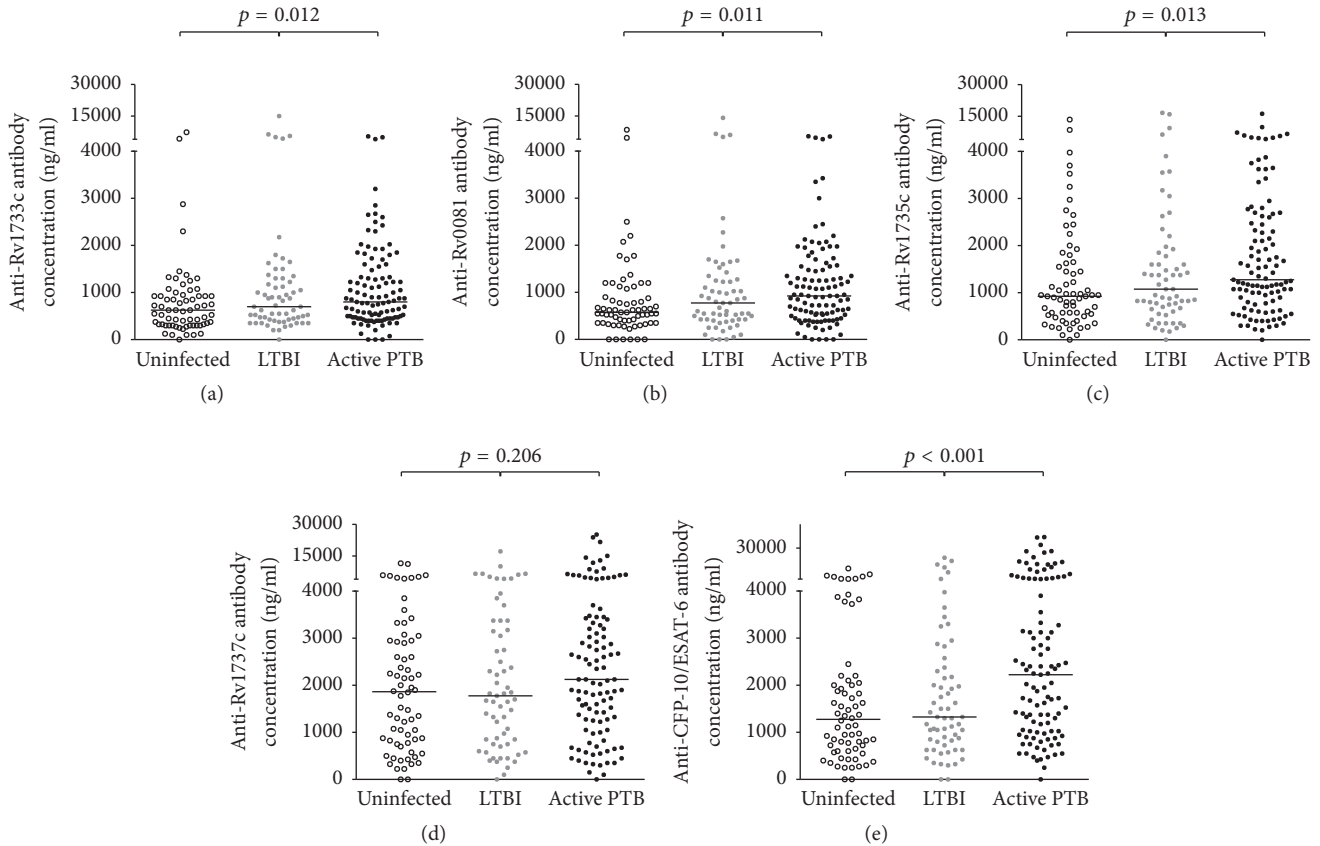 p = 0.012
Anti-Rv1733c antibody
concentration (ng/ml)
30000
15000
4000
3000
2000
1000
0
Uninfected LTBI Active PTB
(a)
p = 0.011
Anti-Rv0081 antibody
concentration (ng/ml)
30000
15000
4000
3000
2000
1000
0
Uninfected LTBI Active PTB
(b)
p = 0.013
Anti-Rv1735c antibody
concentration (ng/ml)
30000
15000
4000
3000
2000
1000
0
Uninfected LTBI Active PTB
(c)
p = 0.206
Anti-Rv1737c antibody
concentration (ng/ml)
30000
15000
4000
3000
2000
1000
0
Uninfected LTBI Active PTB
(d)
p < 0.001
Anti-CFP-10/ESAT-6 antibody
concentration (ng/ml)
30000
4000
3000
2000
1000
0
Uninfected LTBI Active PTB
(e)